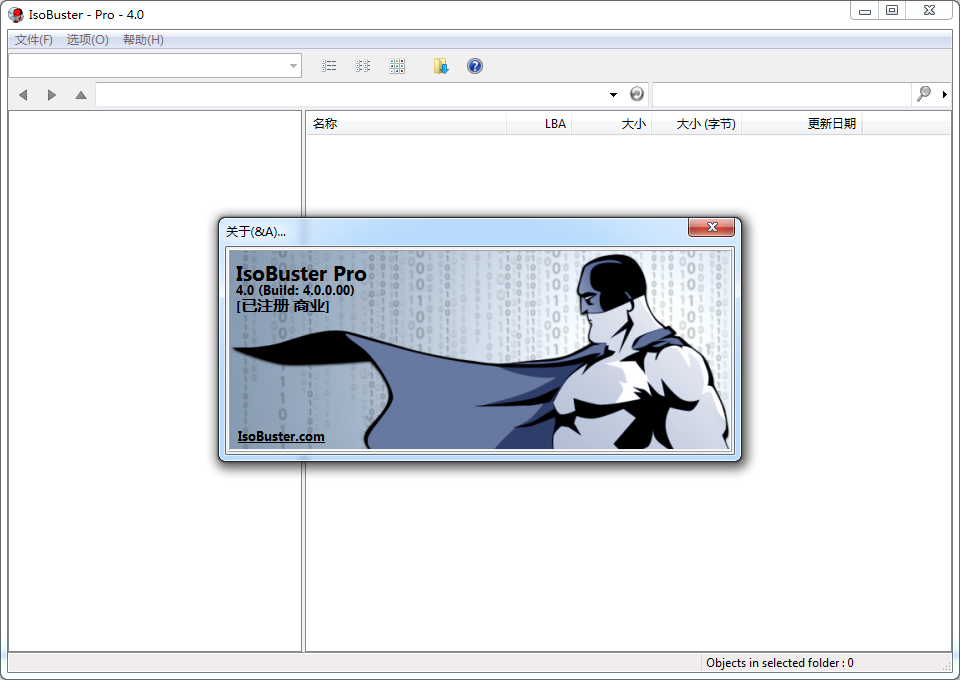 IsoBuster - Pro - 4.0
文件(F) 选项(O) 帮助(H)
名称 LBA 大小 大小 (字节) 更新日期
关于(&A)...
IsoBuster Pro
4.0 (Build: 4.0.0.00)
[已注册 商业]
IsoBuster.com
Objects in selected folder : 0